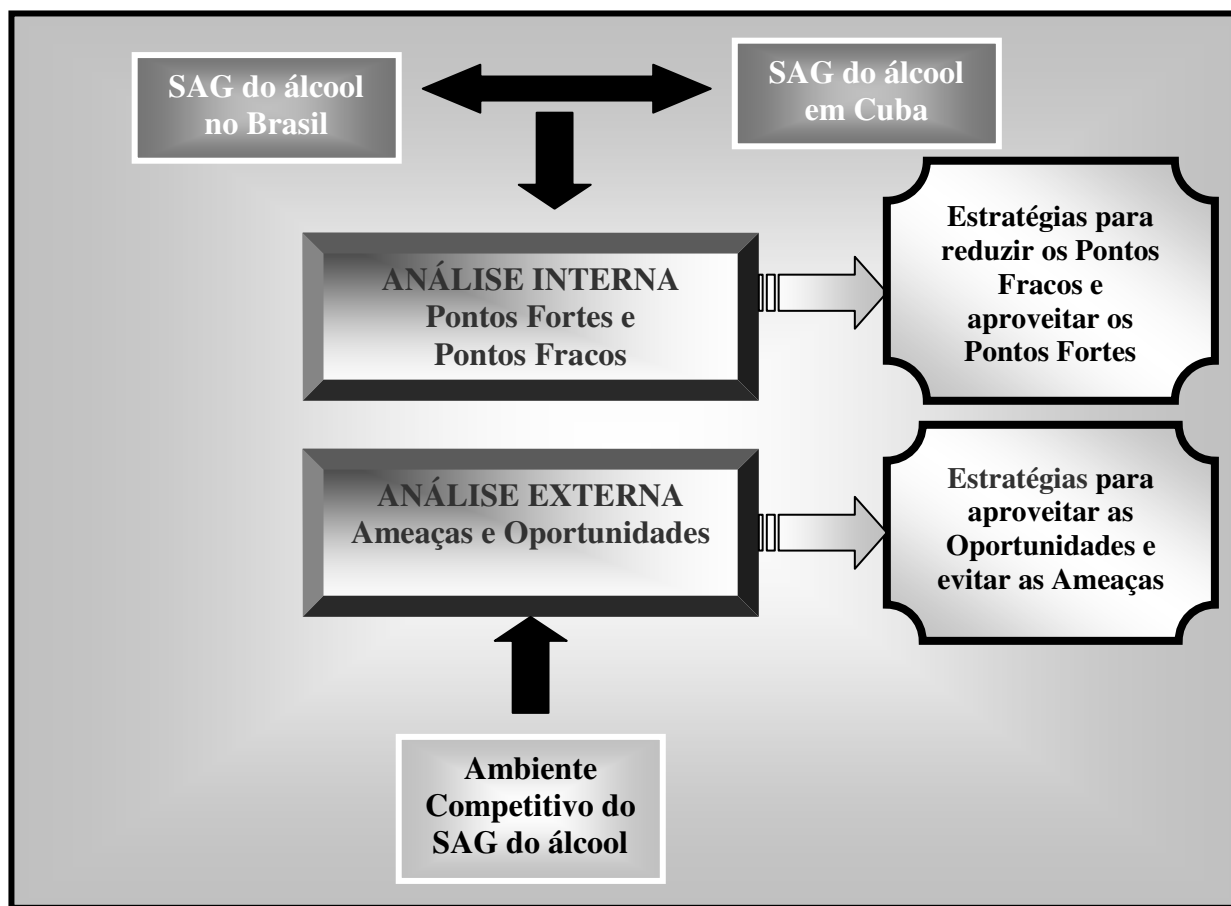 SAG do álcool
no Brasil
SAG do álcool
em Cuba
ANÁLISE INTERNA
Pontos Fortes e
Pontos Fracos
Estratégias para
reduzir os Pontos
Fracos e
aproveitar os
Pontos Fortes
ANÁLISE EXTERNA
Ameaças e Oportunidades
Estratégias para
aproveitar as
Oportunidades e
evitar as Ameaças
Ambiente
Competitivo do
SAG do álcool